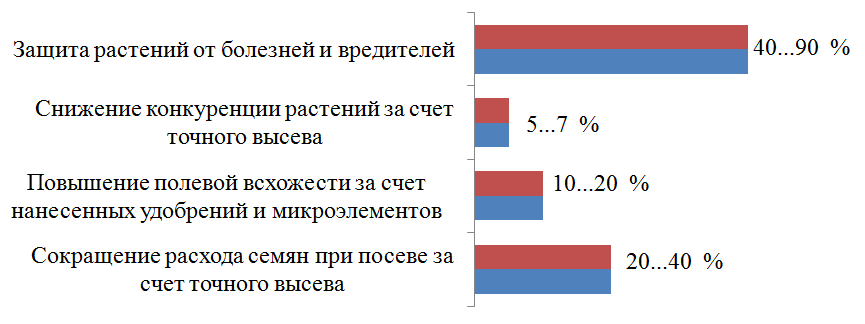 Защита растений от болезней и вредителей
40...90 %
Снижение конкуренции растений за счет
точного высева
5...7 %
Повышение полевой всхожести за счет
нанесенных удобрений и микроэлементов
10...20 %
Сокращение расхода семян при посеве за
счет точного высева
20...40 %